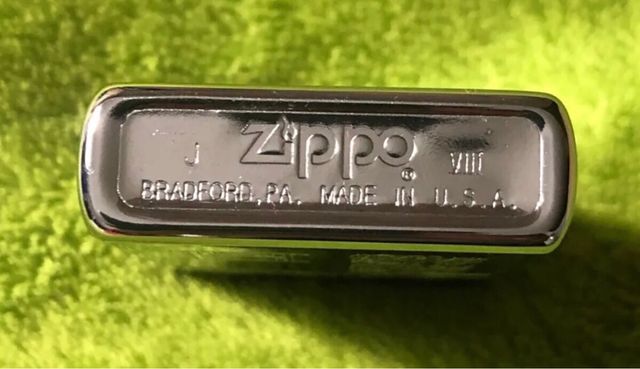 J Zippo® VIII
BRADFORD, PA. MADE IN U.S.A.